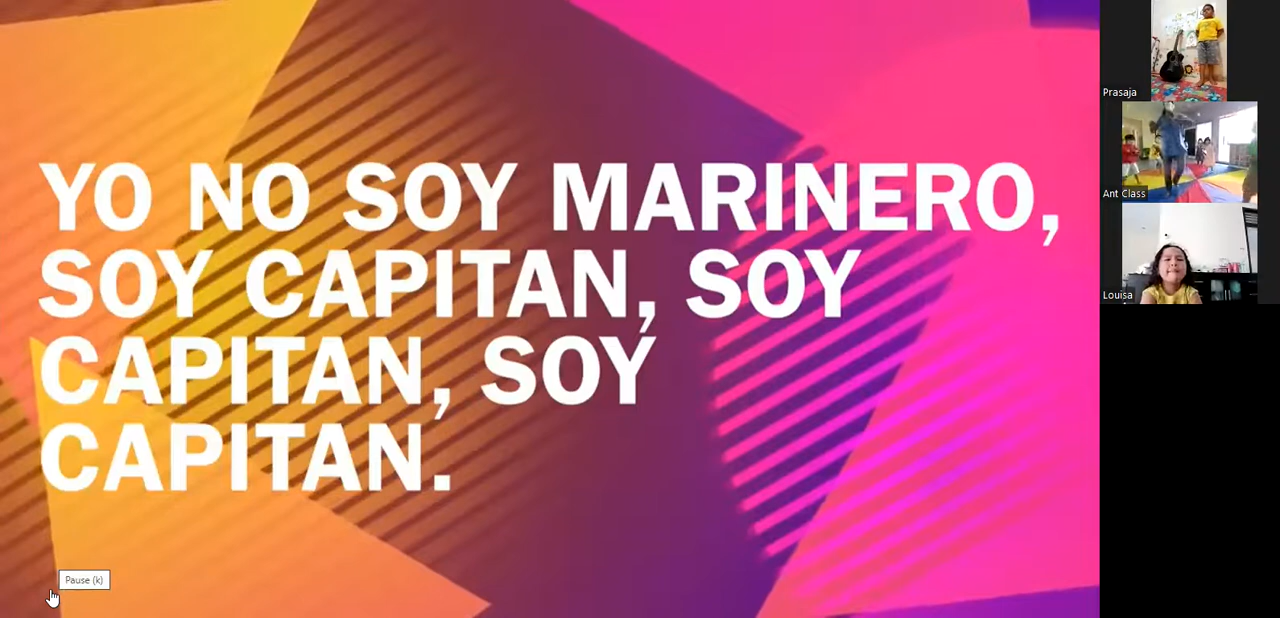 YO NO SOY MARINERO,
SOY CAPITAN, SOY
CAPITAN, SOY
CAPITAN.
Pause (k)
Prasaja
Ant Class
Louisa